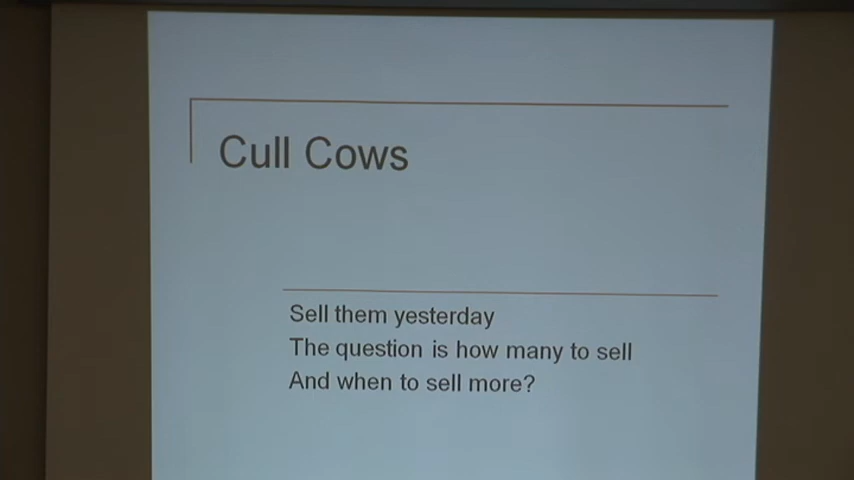 Cull Cows
Sell them yesterday
The question is how many to sell
And when to sell more?